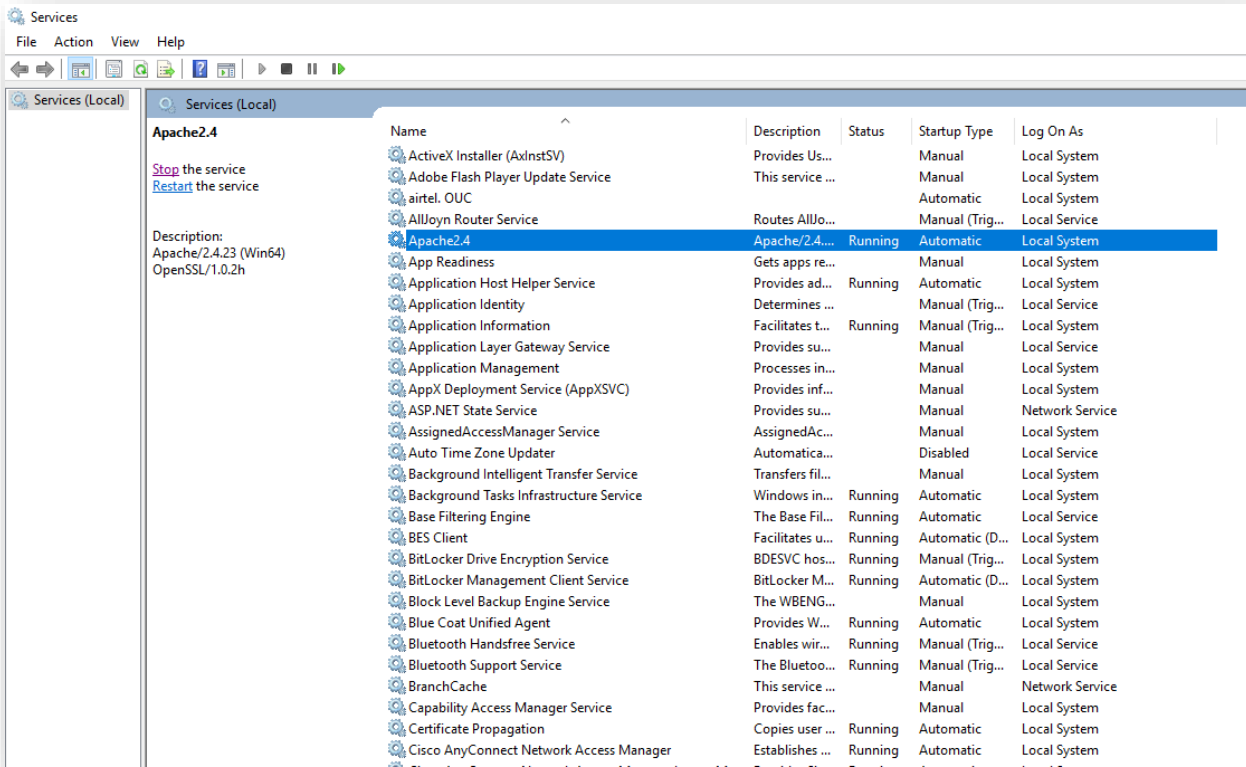 Services
File Action View Help
Services (Local)
Services (Local)
Apache2.4
Stop the service
Restart the service
Description:
Apache/2.4.23 (Win64)
OpenSSL/1.0.2h
Name Description Status Startup Type Log On As
ActiveX Installer (AxInstSV) Provides Us... Manual Local System
Adobe Flash Player Update Service This service ... Manual Local System
airtel. OUC Automatic Local System
AllJoyn Router Service Routes AllJo... Manual (Trig... Local Service
Apache2.4 Apache/2.4.... Running Automatic Local System
App Readiness Gets apps re... Manual Local System
Application Host Helper Service Provides ad... Running Automatic Local System
Application Identity Determines ... Manual (Trig... Local Service
Application Information Facilitates t... Running Manual (Trig... Local System
Application Layer Gateway Service Provides su... Manual Local Service
Application Management Processes in... Manual Local System
AppX Deployment Service (AppXSVC) Provides inf... Manual Local System
ASP.NET State Service Provides su... Manual Network Service
AssignedAccessManager Service AssignedAc... Manual Local System
Auto Time Zone Updater Automatica... Disabled Local Service
Background Intelligent Transfer Service Transfers fil... Manual Local System
Background Tasks Infrastructure Service Windows in... Running Automatic Local System
Base Filtering Engine The Base Fil... Running Automatic Local Service
BES Client Facilitates u... Running Automatic (D... Local System
BitLocker Drive Encryption Service BDESVC hos... Running Manual (Trig... Local System
BitLocker Management Client Service BitLocker M... Running Automatic (D... Local System
Block Level Backup Engine Service The WBENG... Manual Local System
Blue Coat Unified Agent Provides W... Running Automatic Local System
Bluetooth Handsfree Service Enables wir... Running Manual (Trig... Local Service
Bluetooth Support Service The Bluetoo... Running Manual (Trig... Local Service
BranchCache This service ... Manual Network Service
Capability Access Manager Service Provides fac... Manual Local System
Certificate Propagation Copies user ... Running Automatic Local System
Cisco AnyConnect Network Access Manager Establishes ... Running Automatic Local System